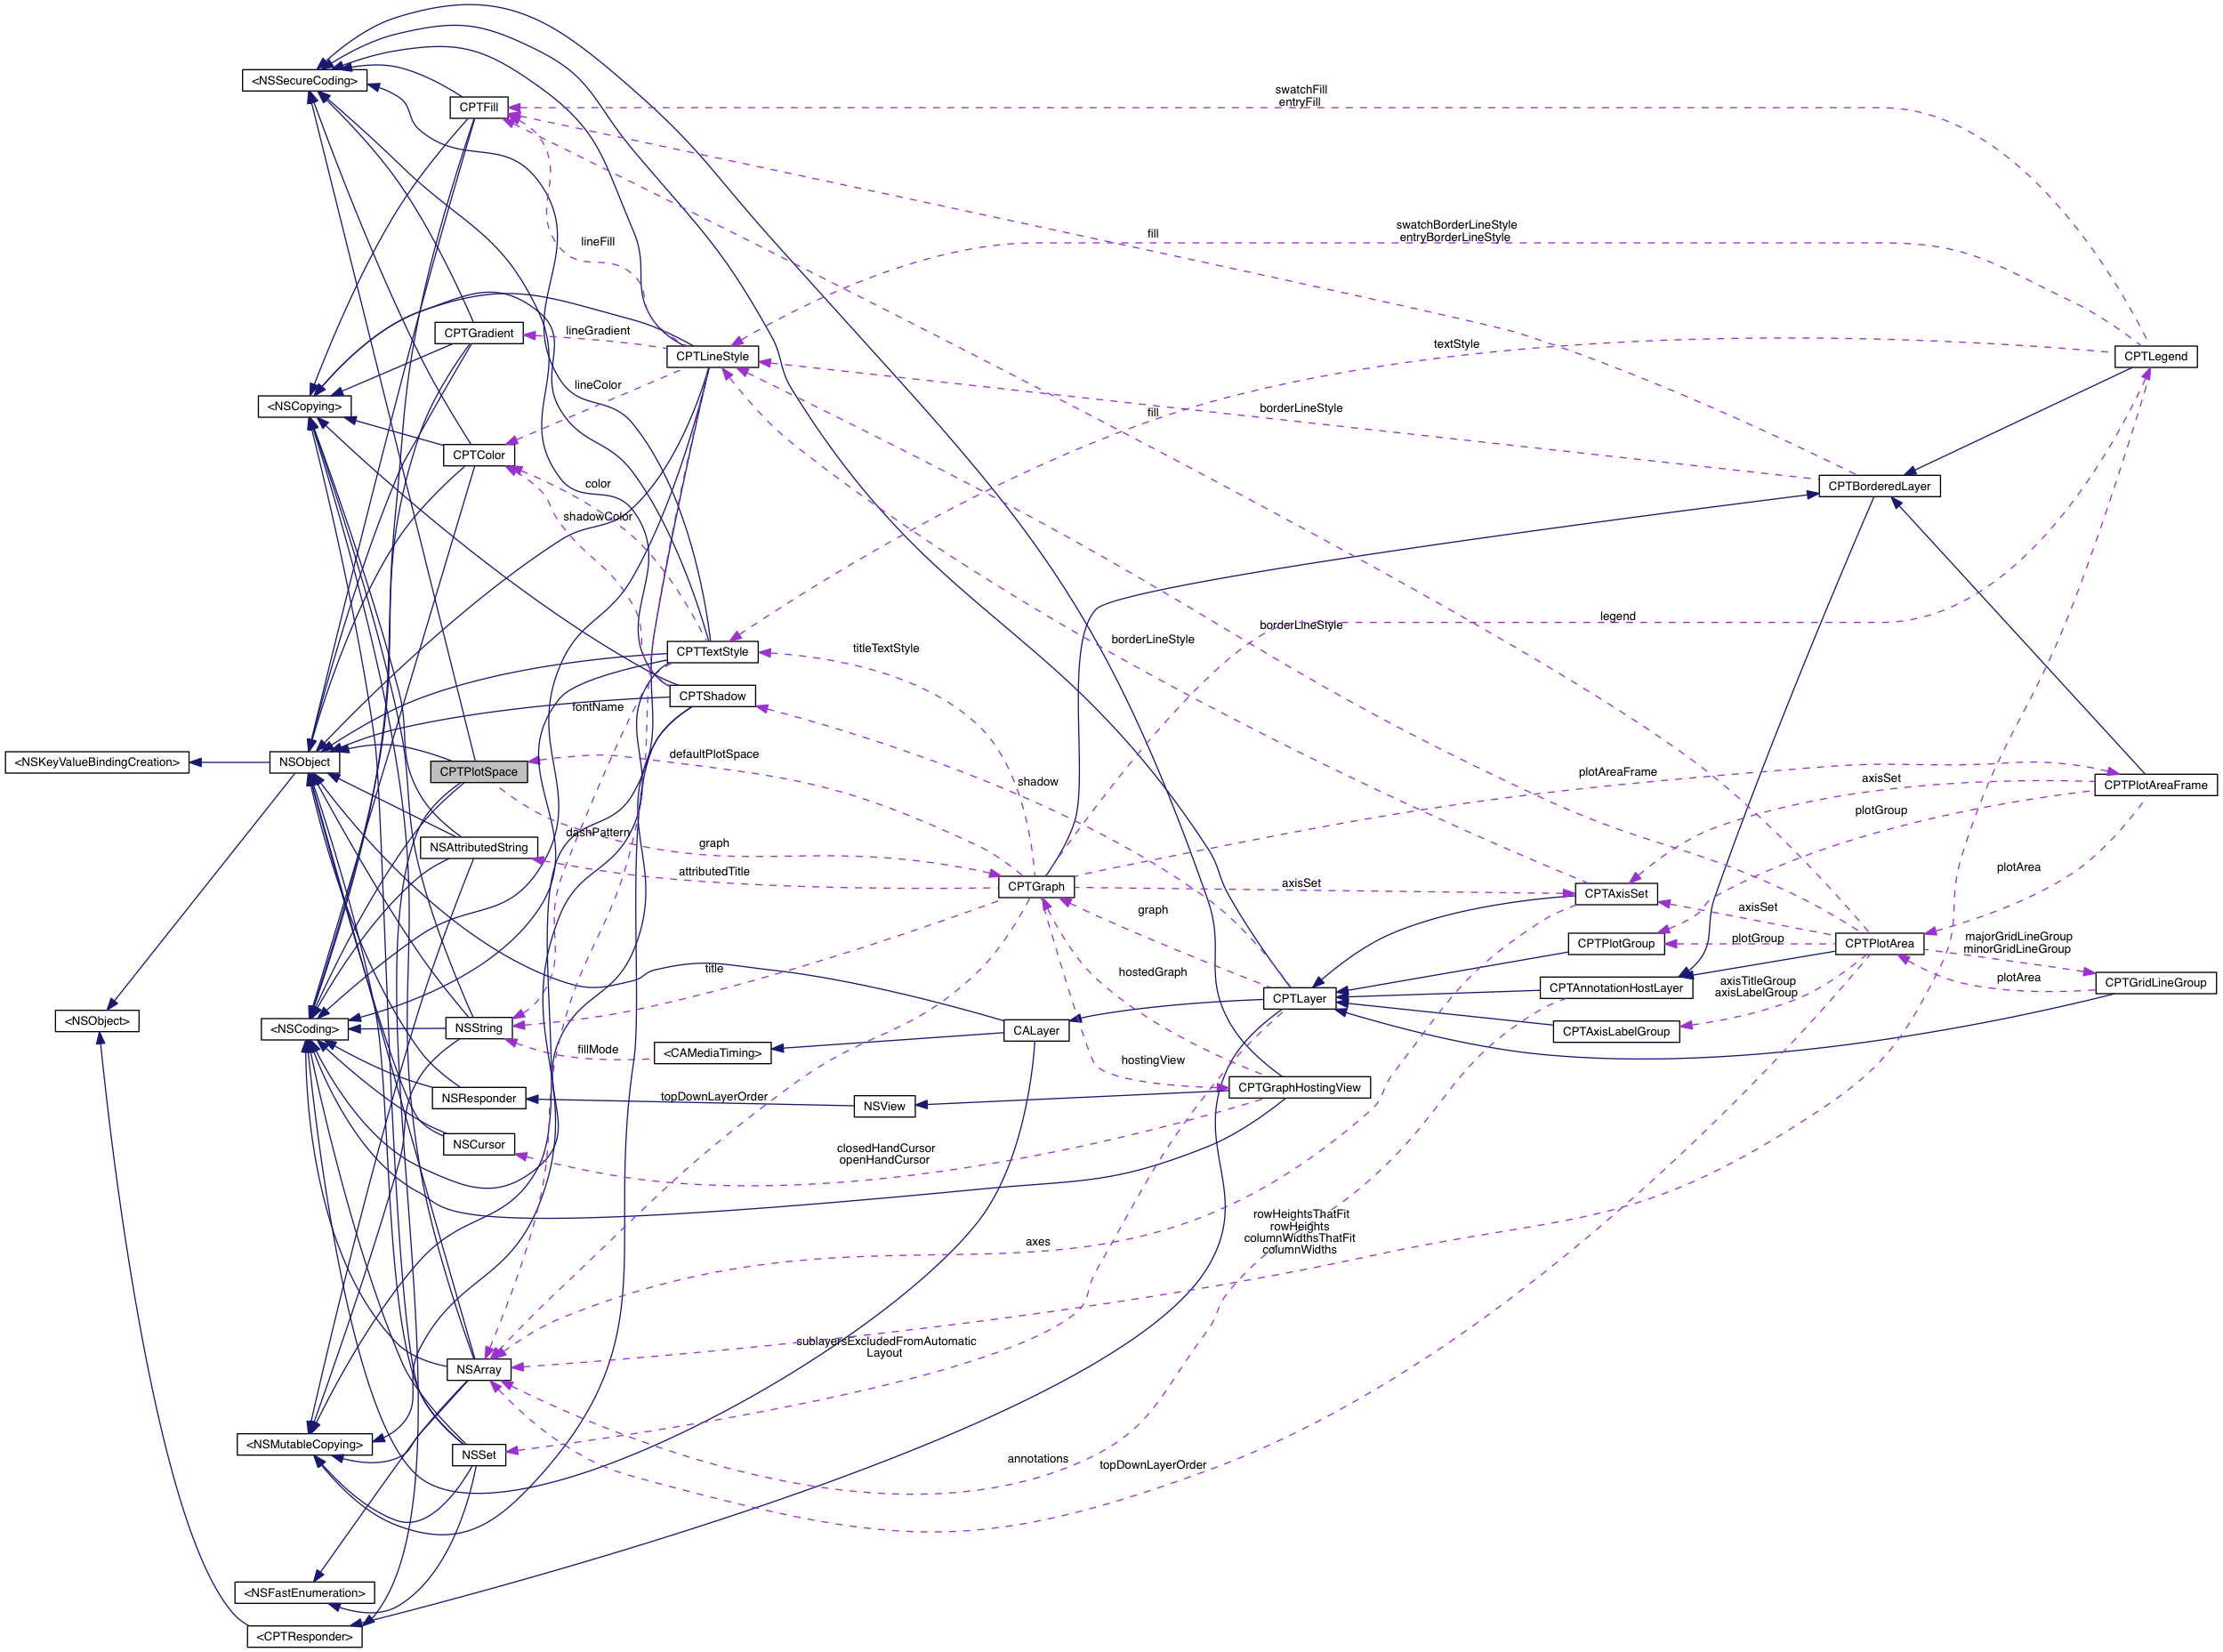 <NSSecureCoding>
swatchFill
entryFill
CPTFill
swatchBorderLineStyle
entryBorderLineStyle
fill
lineFill
CPTGradient
lineGradient
textStyle
CPTLineStyle
CPTLegend
lineColor
<NSCopying>
borderLineStyle
fill
CPTColor
color
CPTBorderedLayer
shadowColor
legend
borderLineStyle
borderLineStyle
CPTTextStyle
titleTextStyle
CPTShadow
fontName
defaultPlotSpace
<NSKeyValueBindingCreation>
NSObject
CPTPlotSpace
shadow
plotAreaFrame
axisSet
CPTPlotAreaFrame
plotGroup
dashPattern
NSAttributedString
graph
attributedTitle
plotArea
CPTGraph
axisSet
CPTAxisSet
graph
axisSet
majorGridLineGroup
minorGridLineGroup
CPTPlotGroup
plotGroup
CPTPlotArea
title
hostedGraph
axisTitleGroup
axisLabelGroup
plotArea
CPTGridLineGroup
CPTAnnotationHostLayer
CPTLayer
<NSObject>
<NSCoding>
NSString
CALayer
CPTAxisLabelGroup
fillMode
<CAMediaTiming>
hostingView
CPTGraphHostingView
NSResponder
topDownLayerOrder
NSView
NSCursor
closedHandCursor
openHandCursor
rowHeightsThatFit
rowHeights
columnWidthsThatFit
columnWidths
axes
sublayersExcludedFromAutomatic
Layout
NSArray
<NSMutableCopying>
NSSet
annotations
topDownLayerOrder
<NSFastEnumeration>
<CPTResponder>